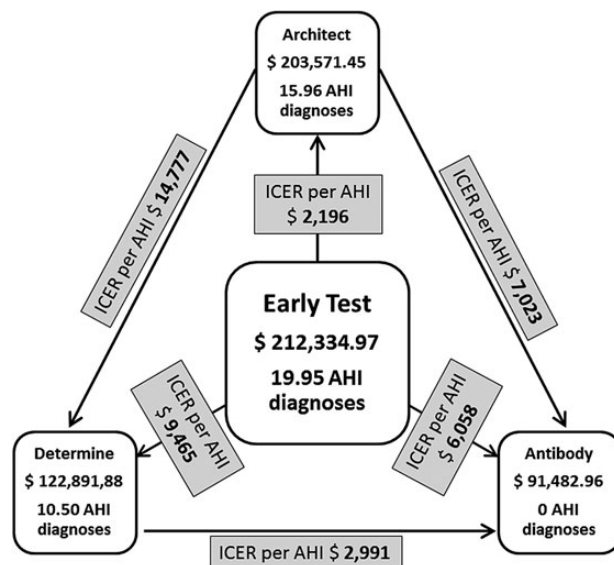 Architect
$ 203,571.45
15.96 AHI
diagnoses
ICER per AHI $ 14,777
ICER per AHI
$ 2,196
ICER per AHI $ 7,023
Early Test
$ 212,334.97
19.95 AHI
diagnoses
ICER per AHI
$ 9,465
ICER per AHI
$ 6,058
Determine
$ 122,891,88
10.50 AHI
diagnoses
Antibody
$ 91,482.96
0 AHI
diagnoses
ICER per AHI $ 2,991